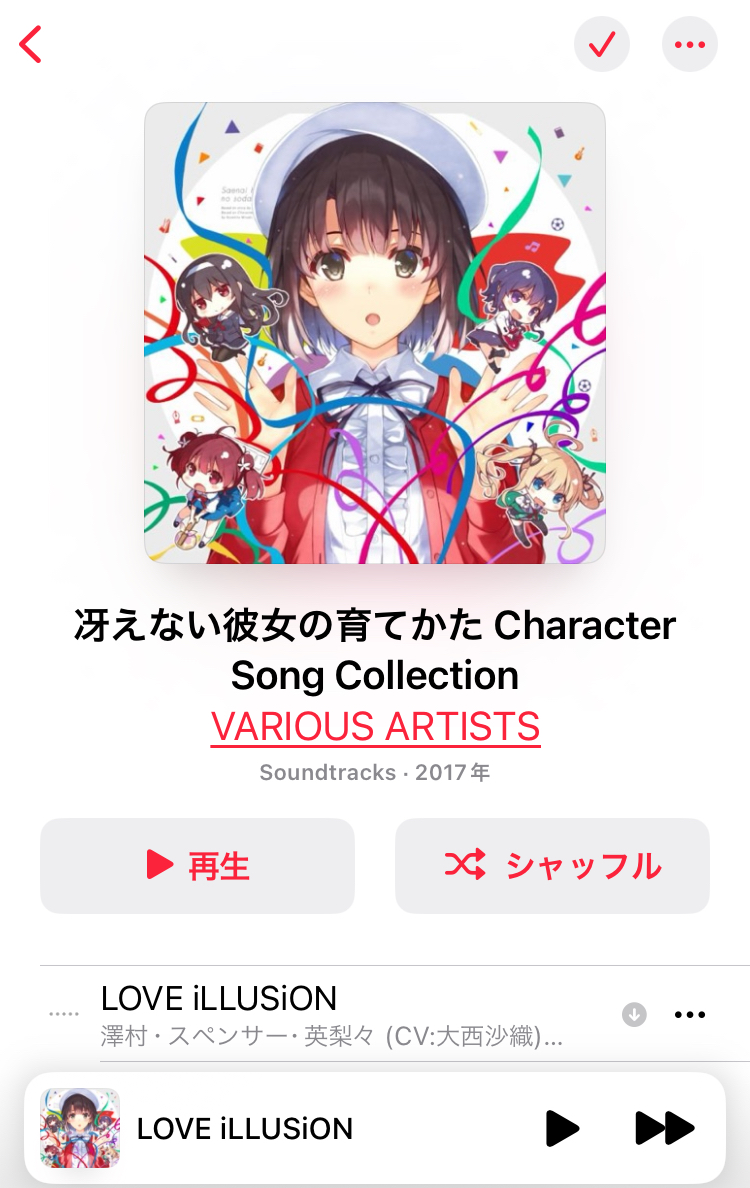 Saenai
no soda
冴えない彼女の育てかた Character
Song Collection
VARIOUS ARTISTS
Soundtracks · 2017年
再生
シャッフル
LOVE iLLUSiON
澤村・スペンサー・英梨々 (CV:大西沙織)...
LOVE iLLUSiON